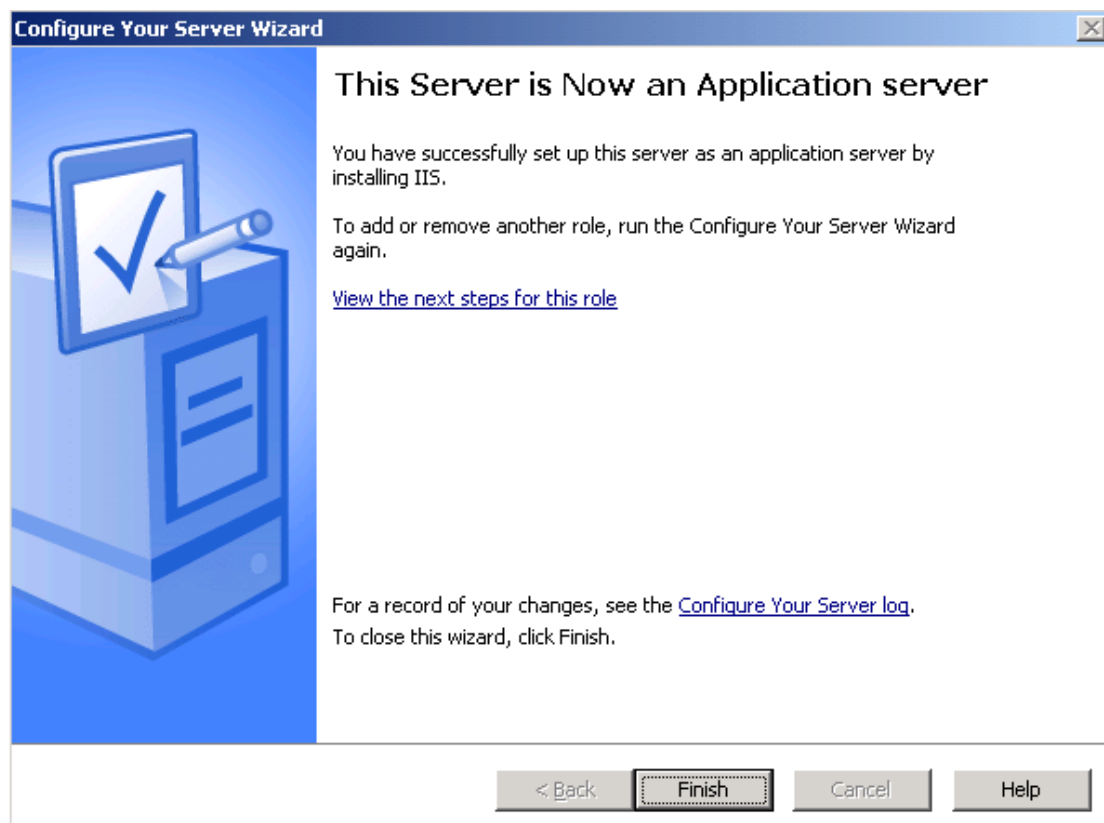 Configure Your Server Wizard
This Server is Now an Application server
You have successfully set up this server as an application server by
installing IIS.
To add or remove another role, run the Configure Your Server Wizard
again.
View the next steps for this role
For a record of your changes, see the Configure Your Server log.
To close this wizard, click Finish.
< Back
Finish
Cancel
Help